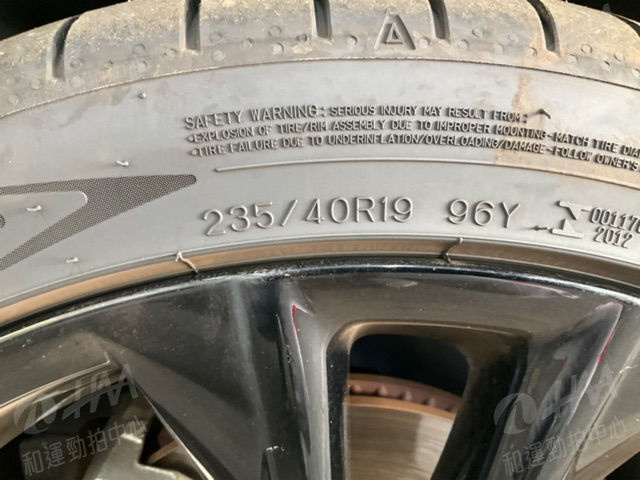 SAFETY WARNING: SERIOUS INJURY MAY RESULT FROM:
•EXPLOSION OF TIRE/RIM ASSEMBLY DUE TO IMPROPER MOUNTING-MATCH TIRE DIA
•TIRE FAILURE DUE TO UNDERINFLATION/OVERLOADING/DAMAGE-FOLLOW OWNER'S
235/40R19 96Y
2012
HAA
和運勁拍中心
HAA
和運勁拍中心